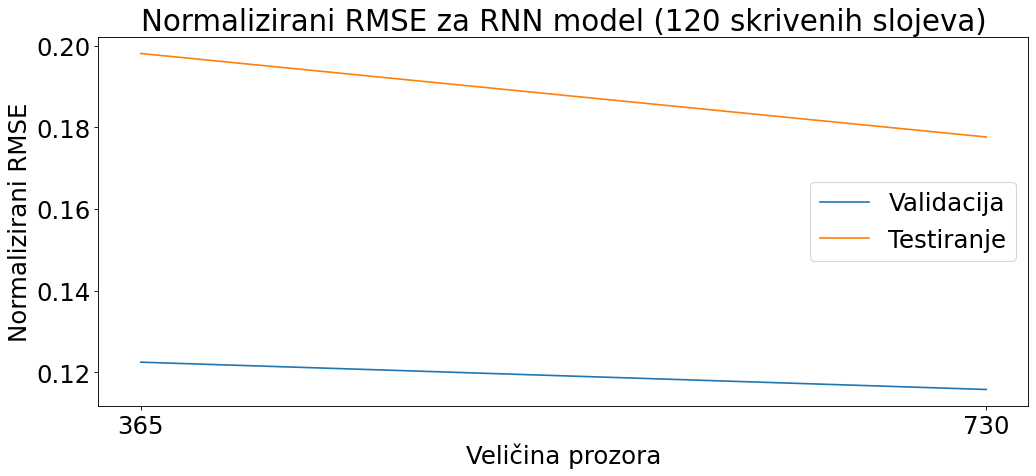 Normalizirani RMSE za RNN model (120 skrivenih slojeva)
Normalizirani RMSE
0.20
0.18
0.16
0.14
0.12
Validacija
Testiranje
365
730
Veličina prozora